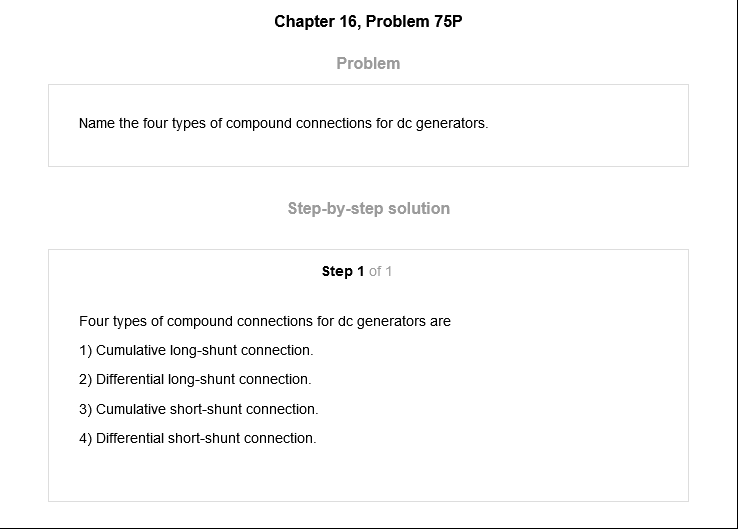 Chapter 16, Problem 75P
Problem
Name the four types of compound connections for dc generators.
Step-by-step solution
Step 1 of 1
Four types of compound connections for dc generators are
1) Cumulative long-shunt connection.
2) Differential long-shunt connection.
3) Cumulative short-shunt connection.
4) Differential short-shunt connection.